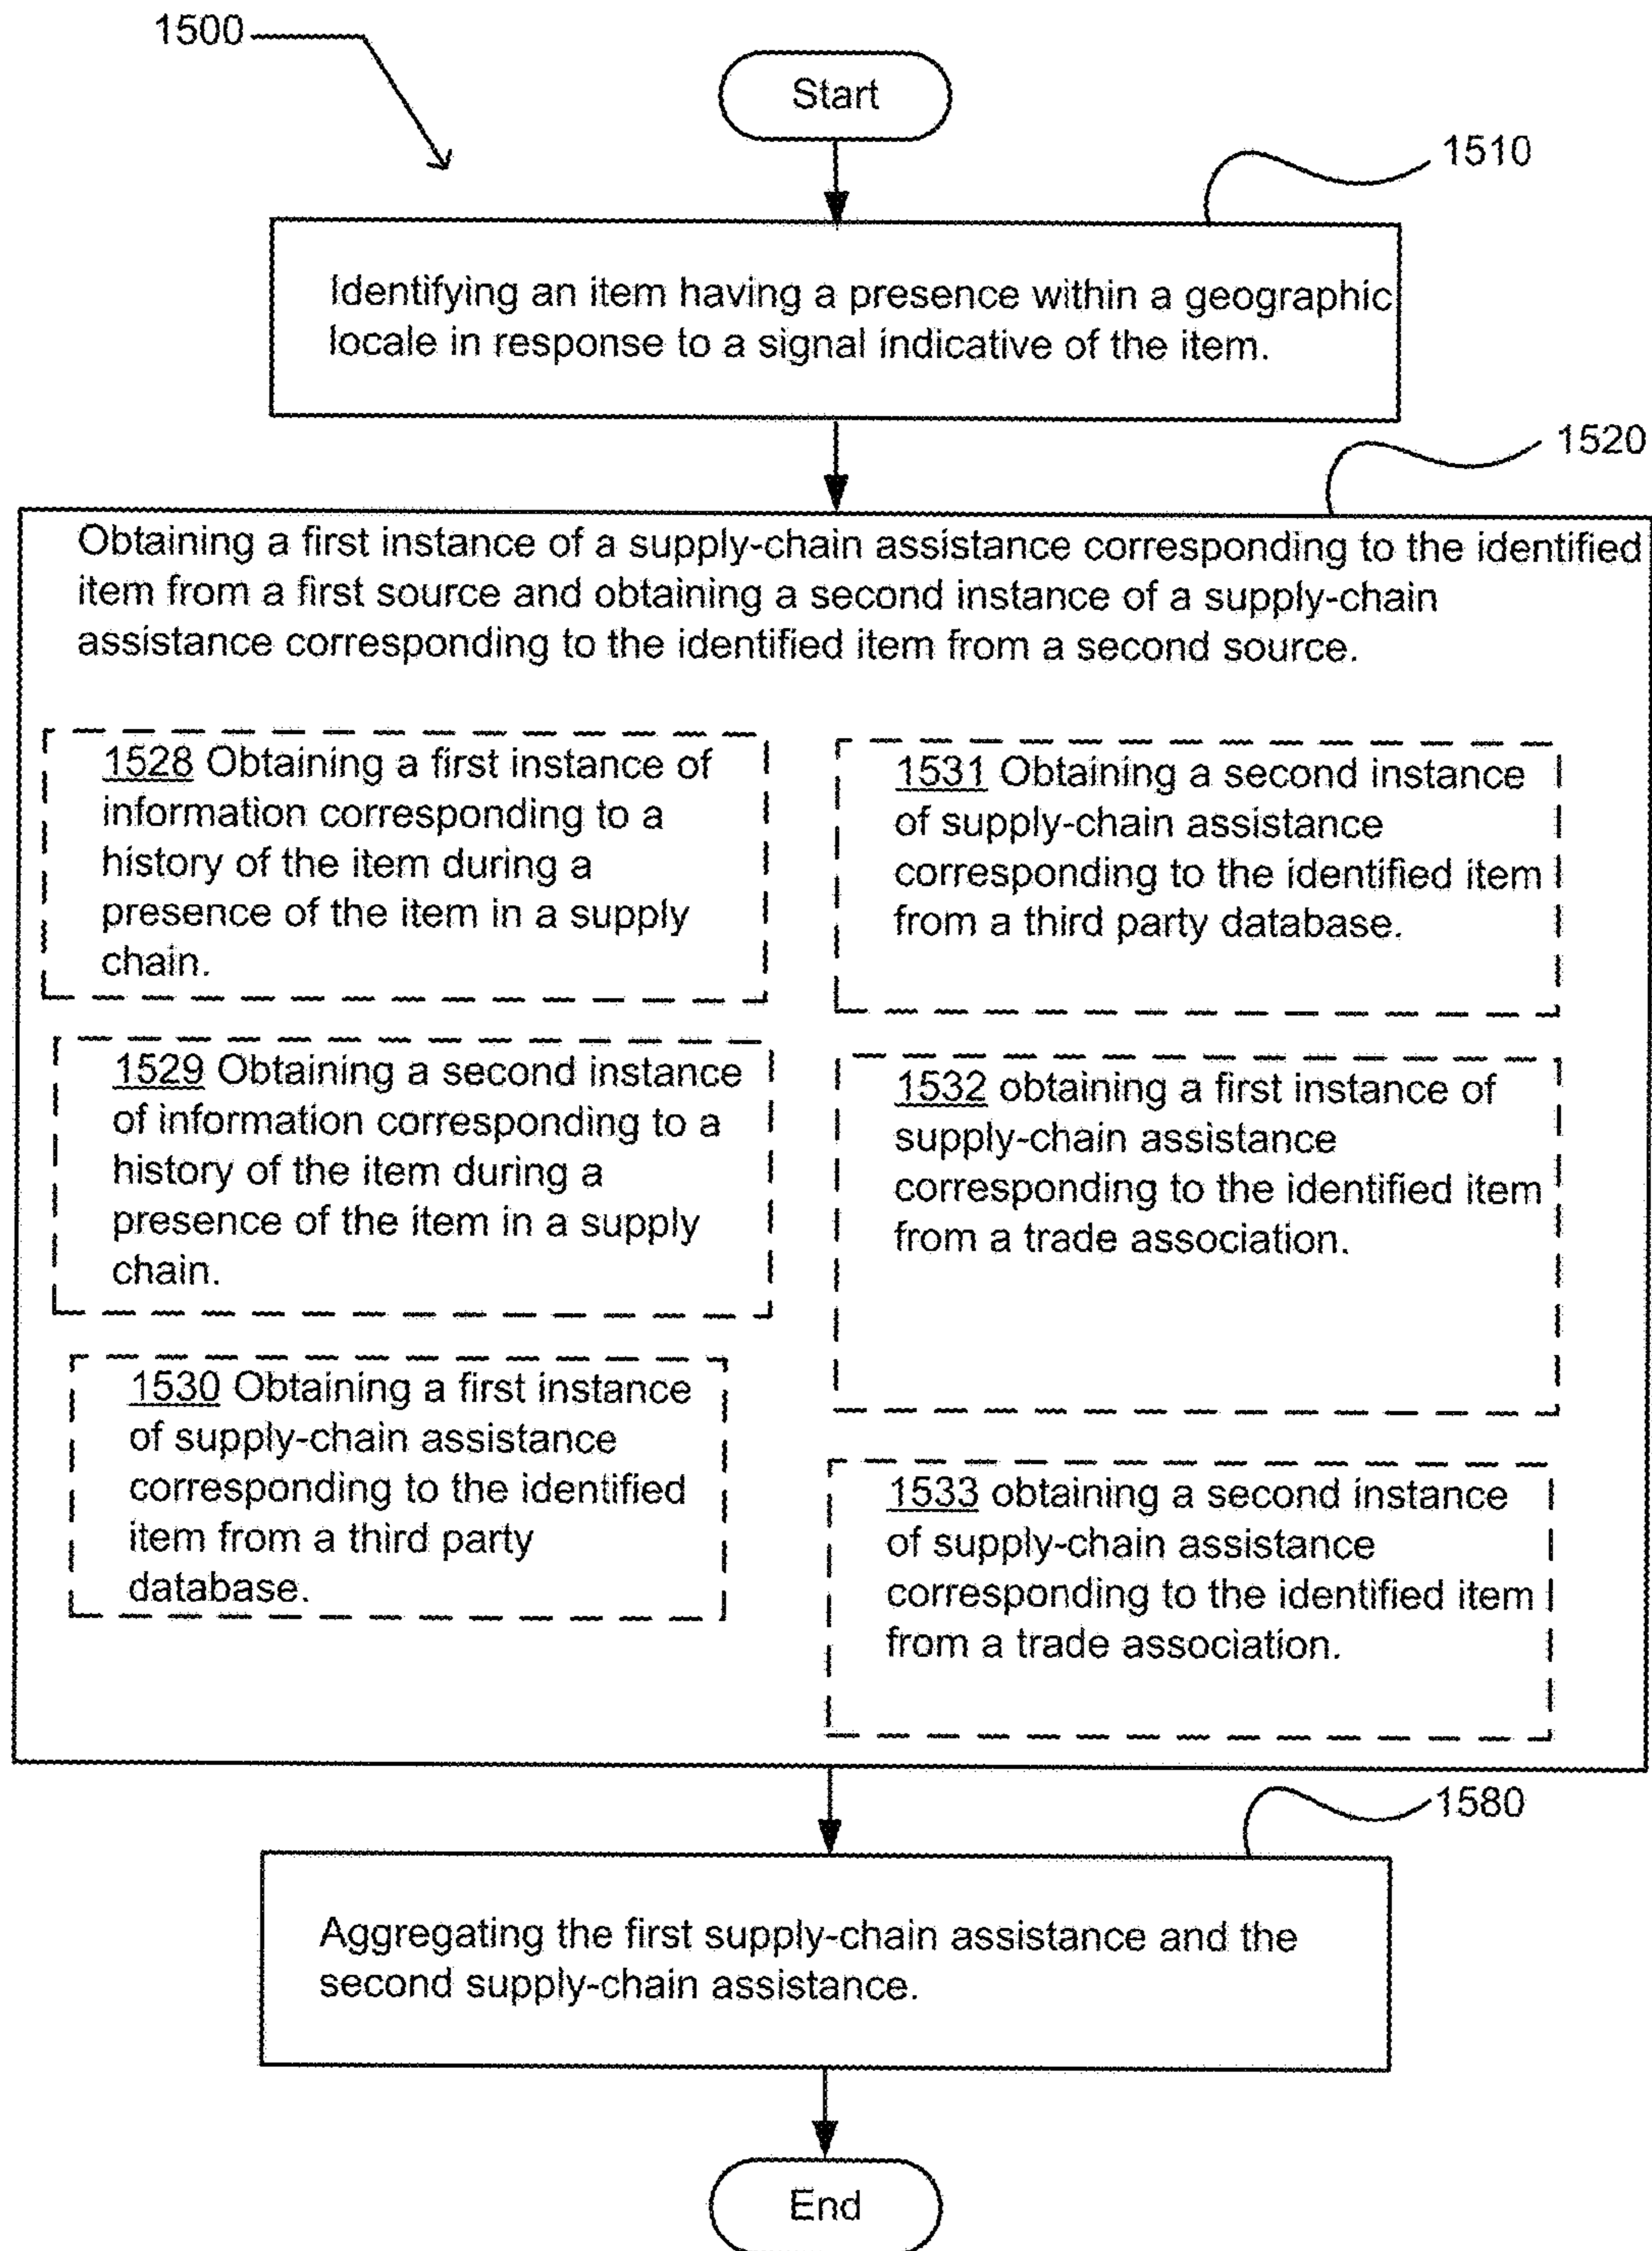 1500
Start
1510
Identifying an item having a presence within a geographic
locale in response to a signal indicative of the item.
1520
Obtaining a first instance of a supply-chain assistance corresponding to the identified
item from a first source and obtaining a second instance of a supply-chain
assistance corresponding to the identified item from a second source.
1528 Obtaining a first instance of
information corresponding to a
history of the item during a
presence of the item in a supply
chain.
1529 Obtaining a second instance
of information corresponding to a
history of the item during a
presence of the item in a supply
chain.
1530 Obtaining a first instance
of supply-chain assistance
corresponding to the identified
item from a third party
database.
1531 Obtaining a second instance
of supply-chain assistance
corresponding to the identified item
from a third party database.
1532 obtaining a first instance of
supply-chain assistance
corresponding to the identified item
from a trade association.
1533 obtaining a second instance
of supply-chain assistance
corresponding to the identified item
from a trade association.
1580
Aggregating the first supply-chain assistance and the
second supply-chain assistance.
End